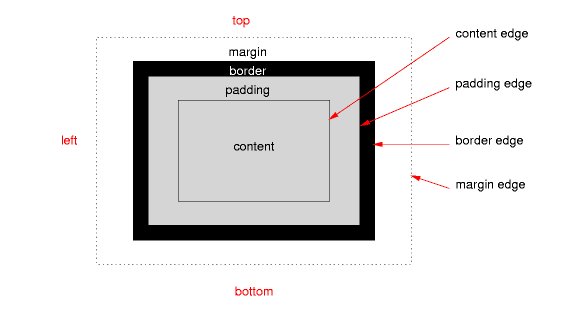 top
content edge
margin
border
padding edge
padding
left
content
border edge
margin edge
bottom